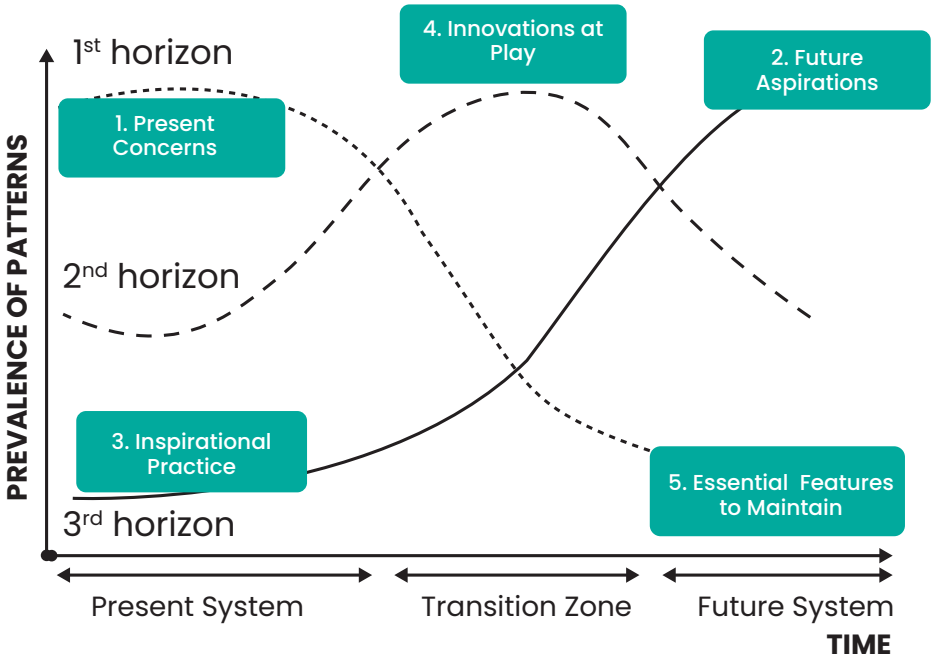 1st horizon
4. Innovations at
Play
2. Future
Aspirations
1. Present
Concerns
PREVALENCE OF PATTERNS
2nd horizon
3. Inspirational
Practice
5. Essential Features
to Maintain
3rd horizon
Present System
Transition Zone
Future System
TIME